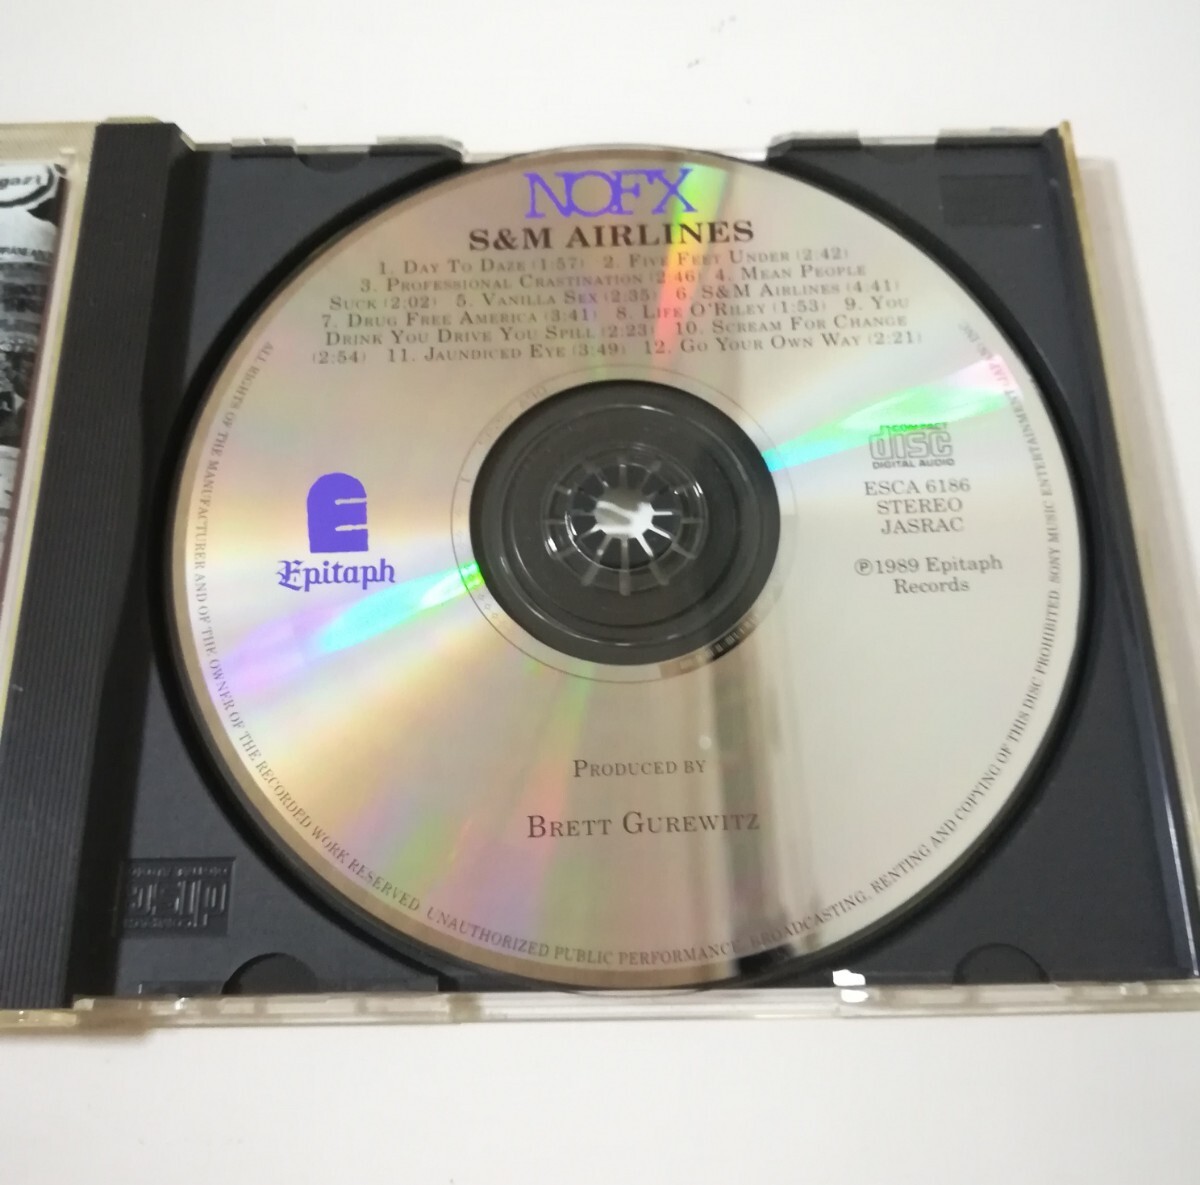 NOFX
S&M AIRLINES
1. DAY TO DAZE (1:57) 2. FIVE FEET UNDER (2:42)
3. PROFESSIONAL CRASTINATION (2:46) 4. MEAN PEOPLE
SUCK (2:02) 5. VANILLA SEX (2:35) 6. S&M AIRLINES (4:41)
7. DRUG FREE AMERICA (3:41) 8. LIFE O'RILEY (1:53) 9. YOU
DRINK YOU DRIVE YOU SPILL (2:23) 10. SCREAM FOR CHANGE
(2:54) 11. JAUNDICED EYE (3:49) 12. GO YOUR OWN WAY (2:21)
Epitaph
COMPACT
disc
DIGITAL AUDIO
ESCA 6186
STEREO
JASRAC
℗1989 Epitaph
Records
PRODUCED BY
BRETT GUREWITZ
ALL RIGHTS OF THE MANUFACTURER AND OF THE OWNER OF THE RECORDED WORK RESERVED. UNAUTHORIZED PUBLIC PERFORMANCE, BROADCASTING, RENTING AND COPYING OF THIS DISC PROHIBITED. SONY MUSIC ENTERTAINMENT (JAPAN) INC.